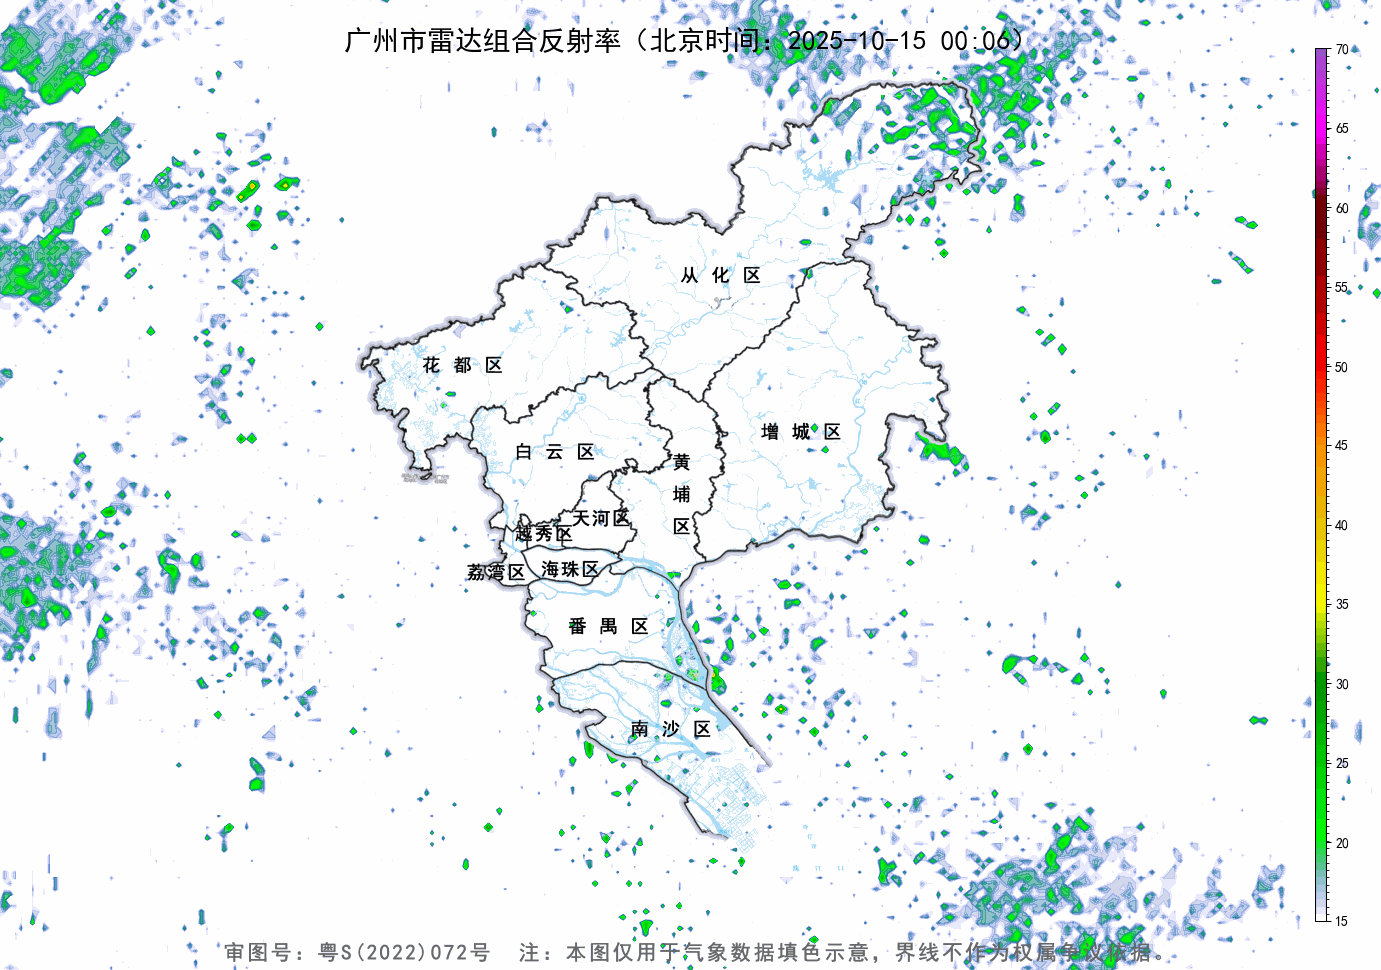 广州市雷达组合反射率（北京时间：2025-10-15 00:06）
70
65
60
55
50
45
40
35
30
25
20
15
从化区
花都区
增城区
白云区
黄埔区
天河区
越秀区
海珠区
荔湾区
番禺区
南沙区
审图号：粤S(2022)072号 注：本图仅用于气象数据填色示意，界线不作为权属争议依据。